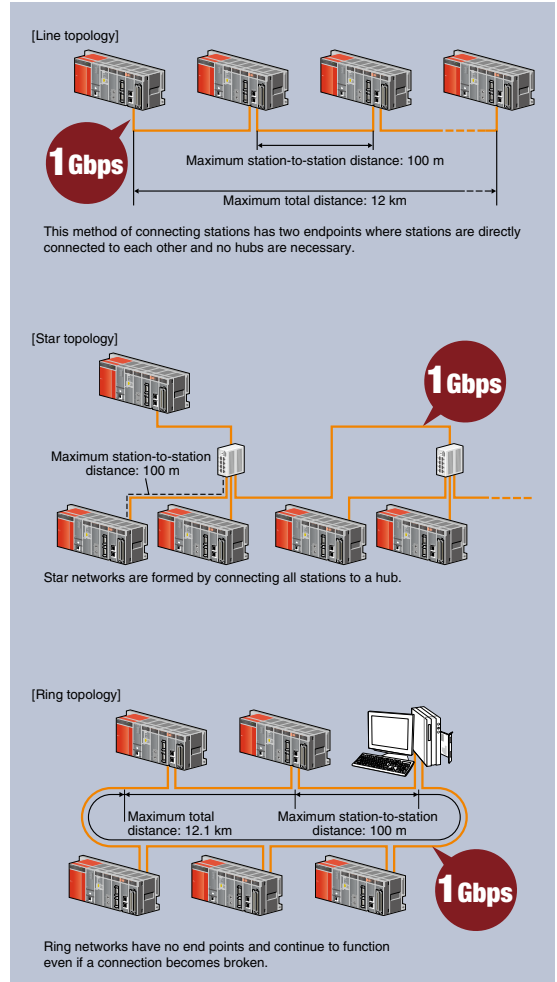 [Line topology]
1 Gbps
Maximum station-to-station distance: 100 m
Maximum total distance: 12 km
This method of connecting stations has two endpoints where stations are directly
connected to each other and no hubs are necessary.
[Star topology]
1 Gbps
Maximum station-to-station
distance: 100 m
Star networks are formed by connecting all stations to a hub.
[Ring topology]
Maximum total
distance: 12.1 km
Maximum station-to-station
distance: 100 m
1 Gbps
Ring networks have no end points and continue to function
even if a connection becomes broken.